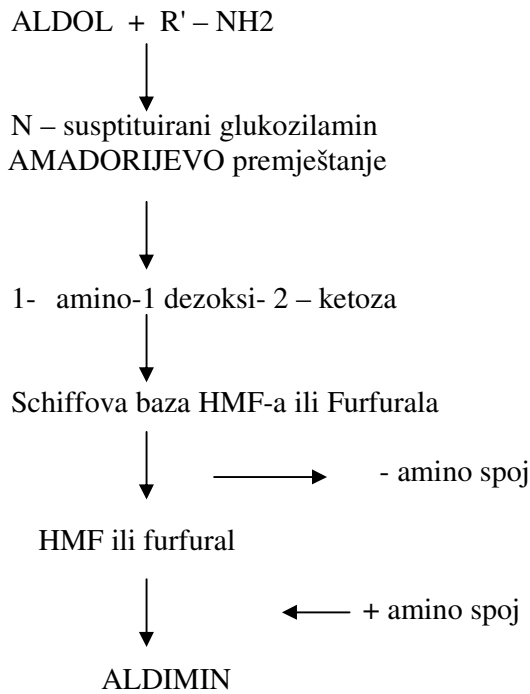 ALDOL + R' – NH2
N – susptituirani glukozilamin
AMADORIJEVO premještanje
1- amino-1 dezoksi- 2 – ketoza
Schiffova baza HMF-a ili Furfurala
- amino spoj
HMF ili furfural
+ amino spoj
ALDIMIN